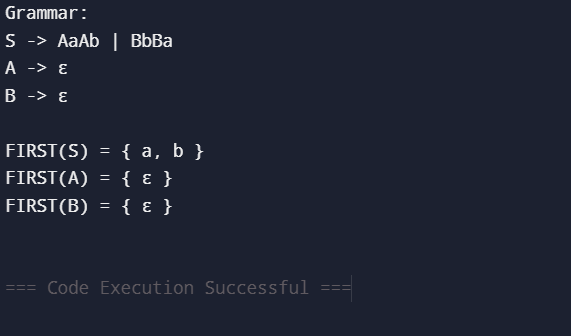 Grammar:
S -> AaAb | BbBa
A -> ε
B -> ε
FIRST(S) = { a, b }
FIRST(A) = { ε }
FIRST(B) = { ε }
=== Code Execution Successful ===